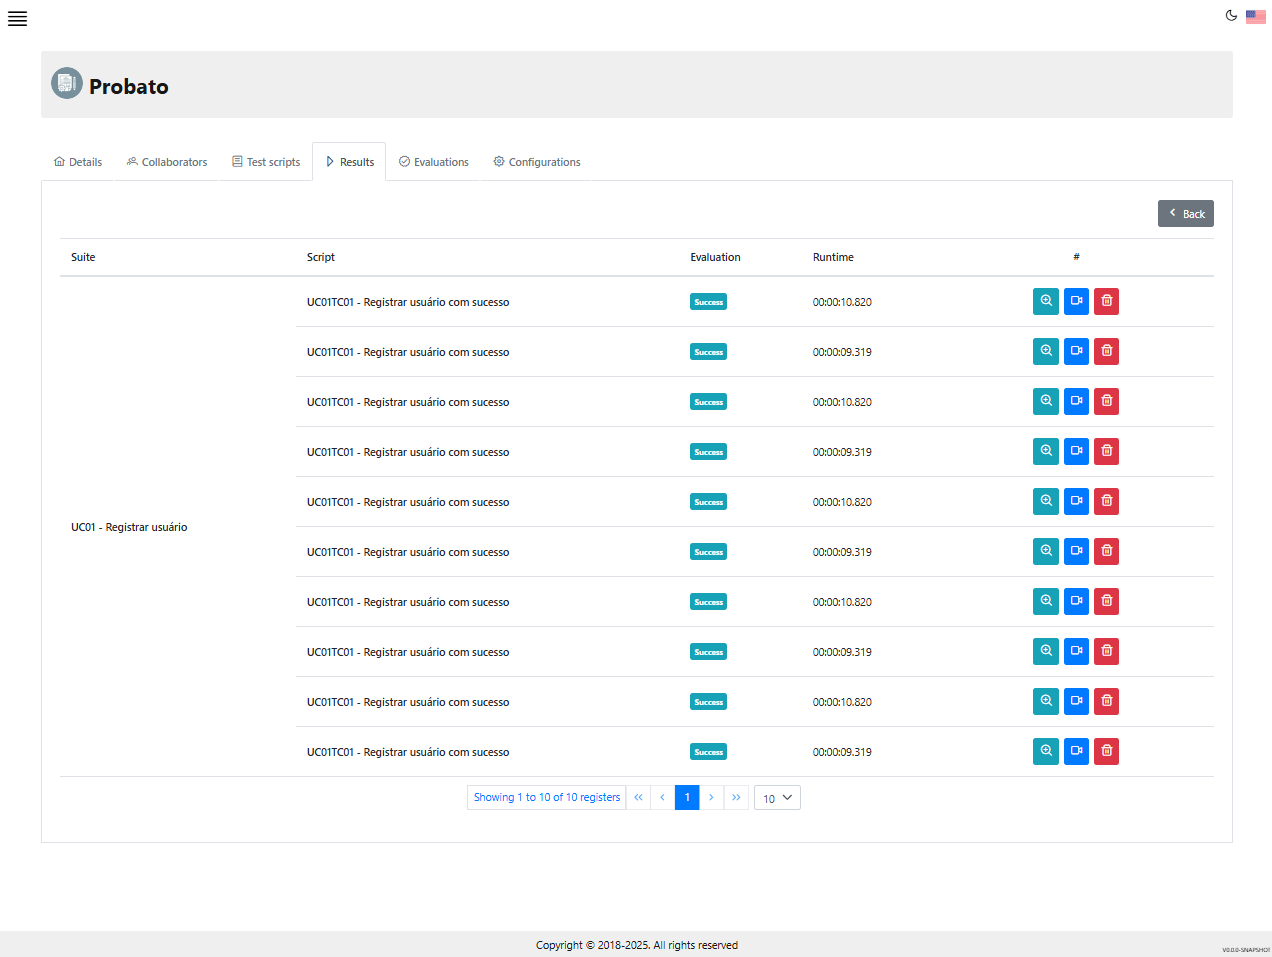 Probato
Details Collaborators Test scripts Results Evaluations Configurations
Back
Suite Script Evaluation Runtime #
UC01TC01 - Registrar usuário com sucesso Success 00:00:10.820
UC01TC01 - Registrar usuário com sucesso Success 00:00:09.319
UC01TC01 - Registrar usuário com sucesso Success 00:00:10.820
UC01TC01 - Registrar usuário com sucesso Success 00:00:09.319
UC01TC01 - Registrar usuário com sucesso Success 00:00:10.820
UC01 - Registrar usuário
UC01TC01 - Registrar usuário com sucesso Success 00:00:09.319
UC01TC01 - Registrar usuário com sucesso Success 00:00:10.820
UC01TC01 - Registrar usuário com sucesso Success 00:00:09.319
UC01TC01 - Registrar usuário com sucesso Success 00:00:10.820
UC01TC01 - Registrar usuário com sucesso Success 00:00:09.319
Showing 1 to 10 of 10 registers « ‹ 1 › » 10
Copyright © 2018-2025. All rights reserved
V0.0.0-SNAPSHOT